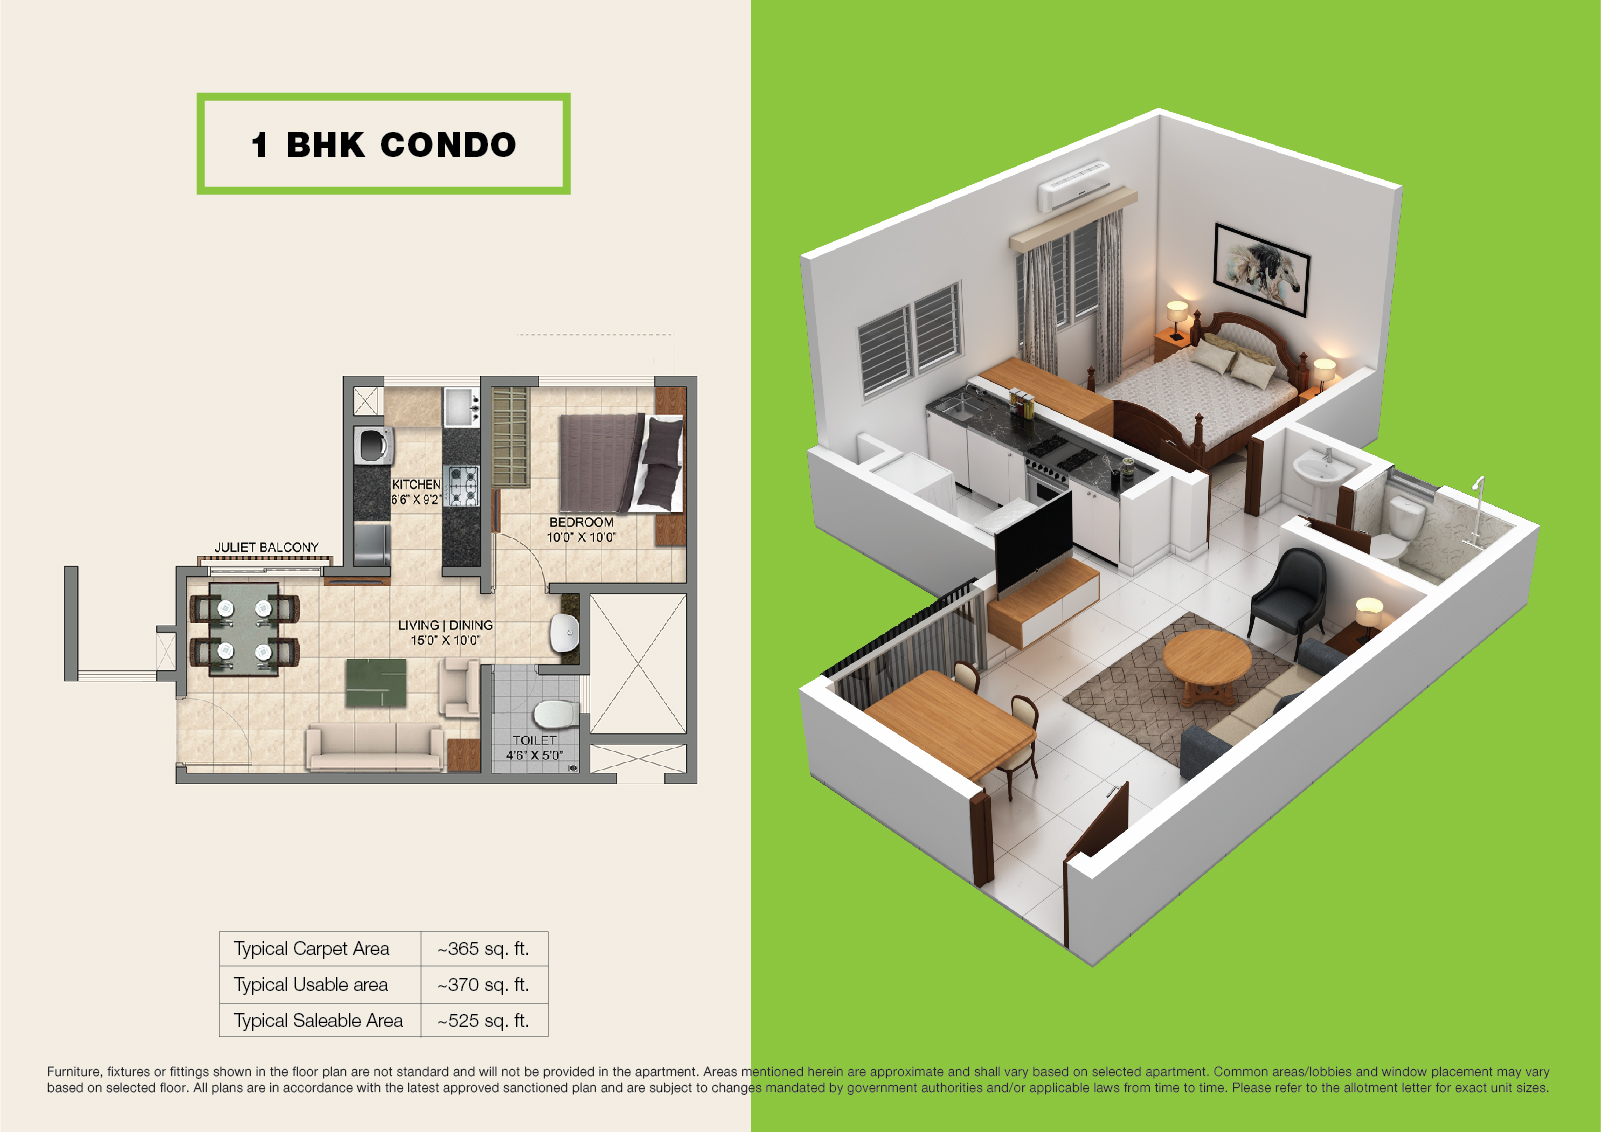 1 BHK CONDO
KITCHEN
6'6" X 9'2"
BEDROOM
10'0" X 10'0"
JULIET BALCONY
LIVING | DINING
15'0" X 10'0"
TOILET
4'6" X 5'0"
Typical Carpet Area ~365 sq. ft.
Typical Usable area ~370 sq. ft.
Typical Saleable Area ~525 sq. ft.
Furniture, fixtures or fittings shown in the floor plan are not standard and will not be provided in the apartment. Areas mentioned herein are approximate and shall vary based on selected apartment. Common areas/lobbies and window placement may vary
based on selected floor. All plans are in accordance with the latest approved sanctioned plan and are subject to changes mandated by government authorities and/or applicable laws from time to time. Please refer to the allotment letter for exact unit sizes.